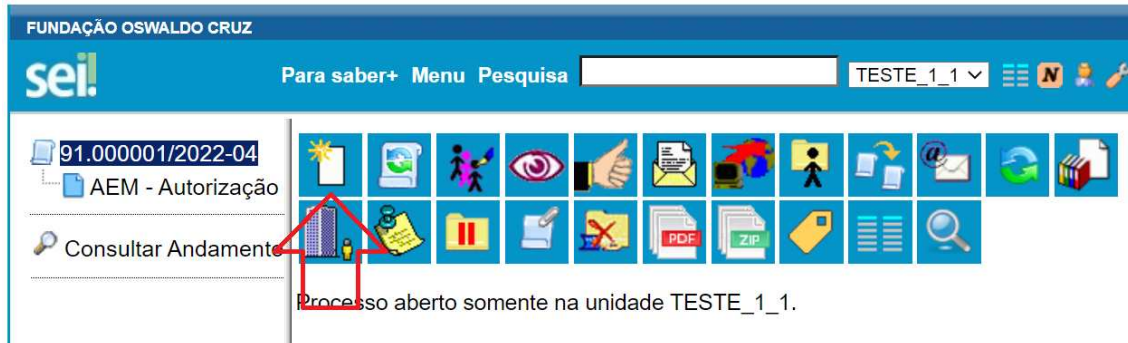 FUNDAÇÃO OSWALDO CRUZ
sei!
Para saber+ Menu Pesquisa
TESTE_1_1
N
91.000001/2022-04
AEM - Autorização
@
Consultar Andamento
PDF
ZIP
Processo aberto somente na unidade TESTE_1_1.